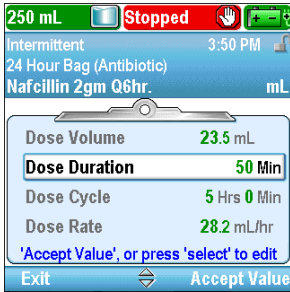 250 mL Stopped
Intermittent 3:50 PM
24 Hour Bag (Antibiotic)
Nafcillin 2gm Q6hr. mL
Dose Volume 23.5 mL
Dose Duration 50 Min
Dose Cycle 5 Hrs 0 Min
Dose Rate 28.2 mL/hr
'Accept Value', or press 'select' to edit
Exit Accept Value